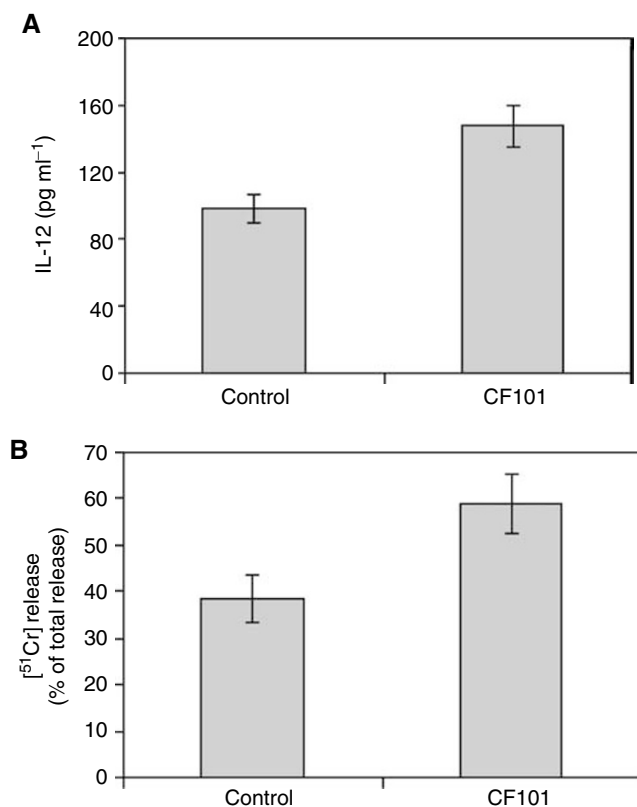 A
200
160
120
80
40
0
IL-12 (pg ml⁻¹)
Control CF101
B
70
60
50
40
30
20
10
0
[⁵¹Cr] release
(% of total release)
Control CF101